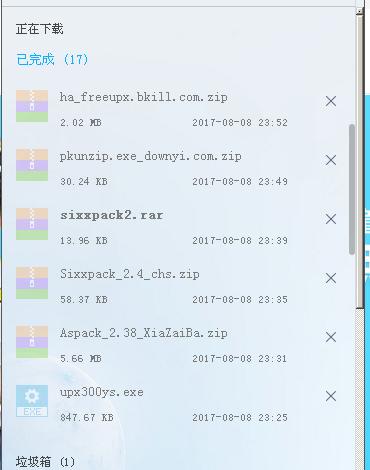 正在下载
已完成 (17)
ha_freeupx.bkill.com.zip
2.02 MB 2017-08-08 23:52
pkunzip.exe_downyi.com.zip
30.24 KB 2017-08-08 23:49
sixxpack2.rar
13.96 KB 2017-08-08 23:39
Sixxpack_2.4_chs.zip
58.37 KB 2017-08-08 23:35
Aspack_2.38_XiaZaiBa.zip
5.66 MB 2017-08-08 23:31
upx300ys.exe
EXE
847.67 KB 2017-08-08 23:25
垃圾箱 (1)